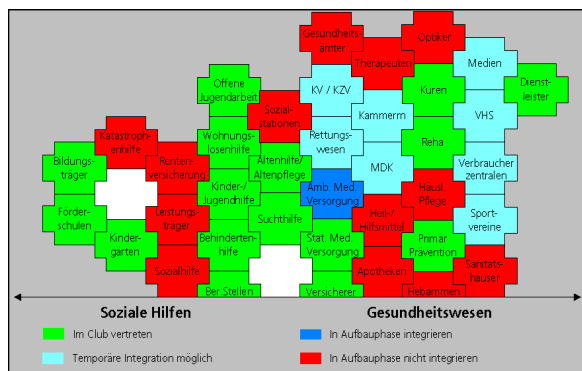 Gesundheits-
ämter
Optiker
Therapeuten
Medien
Offene
Jugendarbeit
KV / KZV
Kuren
Dienst-
leister
Sozial-
stationen
Kammern
VHS
Katastrophen-
hilfe
Wohnungs-
losenhilfe
Rettungs-
wesen
Reha
Bildungs-
träger
Renten-
versicherung
Altenhilfe/
Altenpflege
MDK
Verbraucher
zentralen
Kinder-/
Jugendhilfe
Amb. Med.
Versorgung
Häusl.
Pflege
Förder-
schulen
Leistungs-
träger
Suchthilfe
Heil-/
Hilfsmittel
Sport-
vereine
Kinder-
gärten
Behinderten-
hilfe
Stat. Med.
Versorgung
Primär
Prävention
Sozialhilfe
Apotheken
Sanitäts-
häuser
Ber.Stellen
Versicherer
Hebammen
Soziale Hilfen
Gesundheitswesen
Im Club vertreten
In Aufbauphase integrieren
Temporäre Integration möglich
In Aufbauphase nicht integrieren